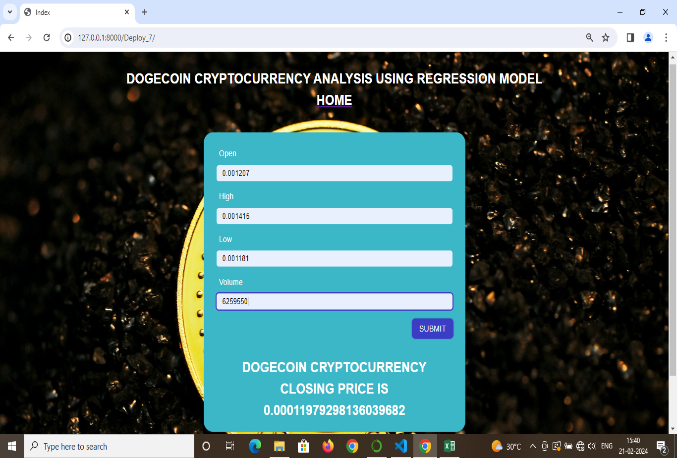 Index
127.0.0.1:8000/Deploy_7/
DOGECOIN CRYPTOCURRENCY ANALYSIS USING REGRESSION MODEL
HOME
Open
0.001207
High
0.001415
Low
0.001181
Volume
6259550
SUBMIT
DOGECOIN CRYPTOCURRENCY
CLOSING PRICE IS
0.00011979298136039682
Type here to search
30°C
ENG
15:40
21-02-2024
2